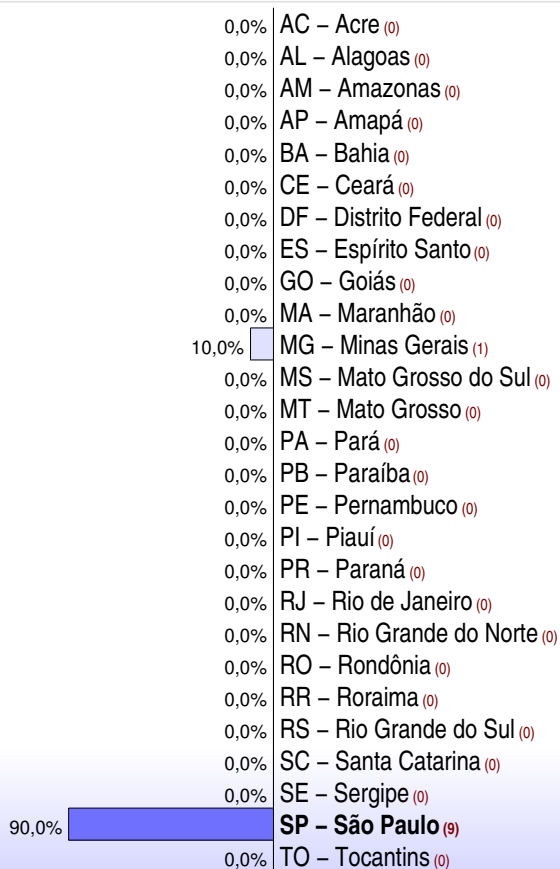 0,0% AC – Acre (0)
0,0% AL – Alagoas (0)
0,0% AM – Amazonas (0)
0,0% AP – Amapá (0)
0,0% BA – Bahia (0)
0,0% CE – Ceará (0)
0,0% DF – Distrito Federal (0)
0,0% ES – Espírito Santo (0)
0,0% GO – Goiás (0)
0,0% MA – Maranhão (0)
10,0% MG – Minas Gerais (1)
0,0% MS – Mato Grosso do Sul (0)
0,0% MT – Mato Grosso (0)
0,0% PA – Pará (0)
0,0% PB – Paraíba (0)
0,0% PE – Pernambuco (0)
0,0% PI – Piauí (0)
0,0% PR – Paraná (0)
0,0% RJ – Rio de Janeiro (0)
0,0% RN – Rio Grande do Norte (0)
0,0% RO – Rondônia (0)
0,0% RR – Roraima (0)
0,0% RS – Rio Grande do Sul (0)
0,0% SC – Santa Catarina (0)
0,0% SE – Sergipe (0)
90,0% SP – São Paulo (9)
0,0% TO – Tocantins (0)